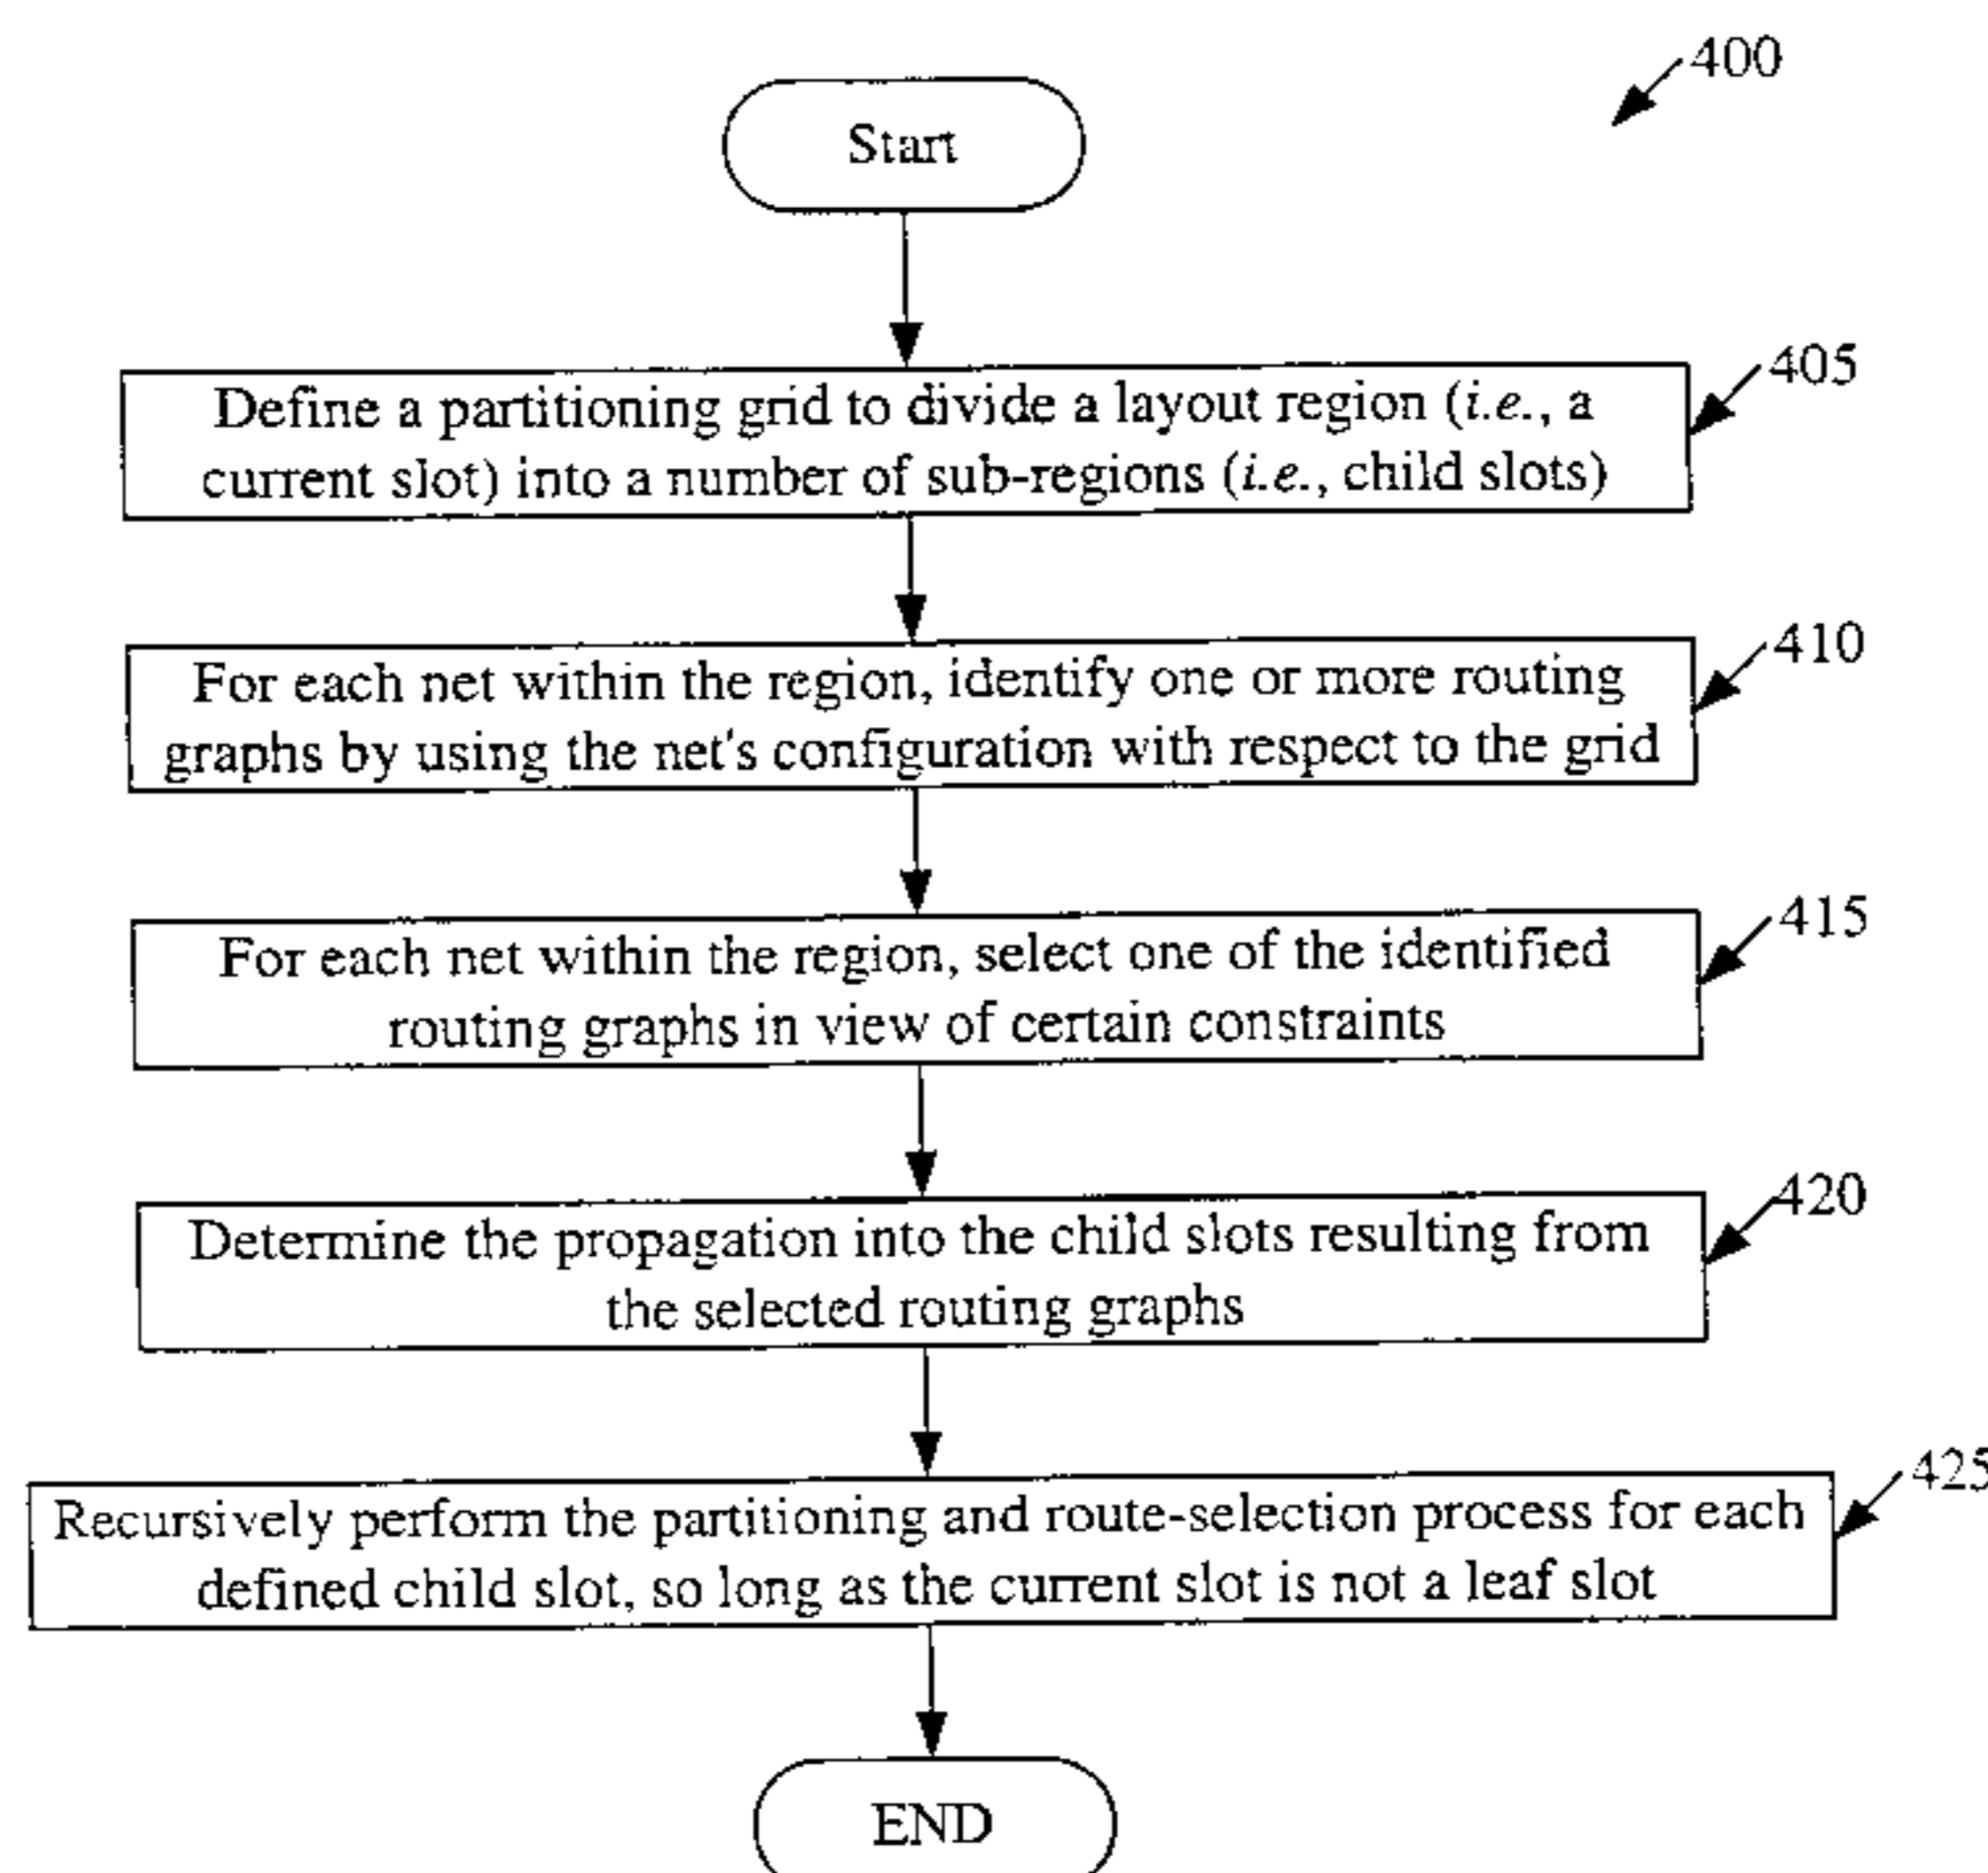 400
Start
405
Define a partitioning grid to divide a layout region (i.e., a
current slot) into a number of sub-regions (i.e., child slots)
410
For each net within the region, identify one or more routing
graphs by using the net's configuration with respect to the grid
415
For each net within the region, select one of the identified
routing graphs in view of certain constraints
420
Determine the propagation into the child slots resulting from
the selected routing graphs
425
Recursively perform the partitioning and route-selection process for each
defined child slot, so long as the current slot is not a leaf slot
END